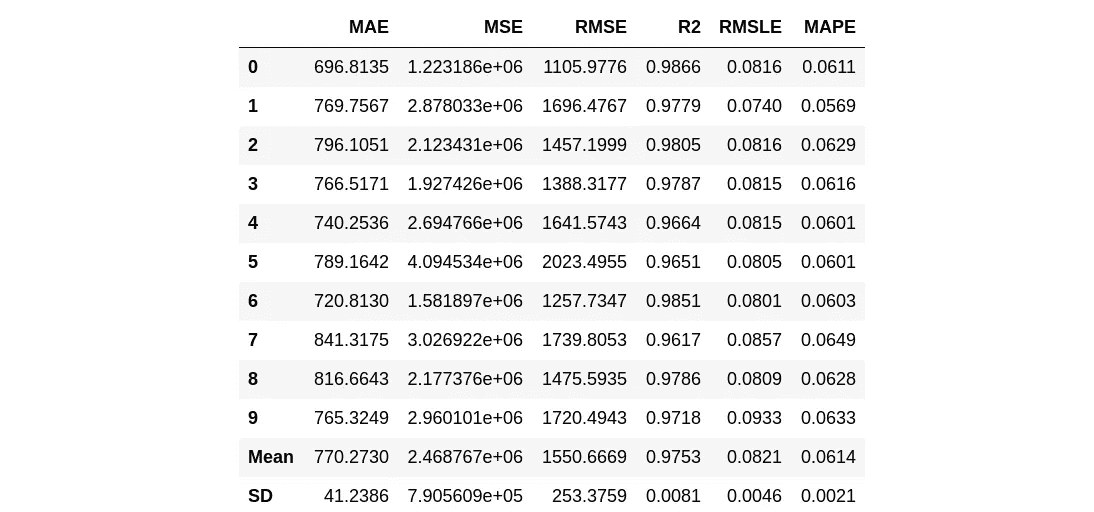 MAE MSE RMSE R2 RMSLE MAPE
0 696.8135 1.223186e+06 1105.9776 0.9866 0.0816 0.0611
1 769.7567 2.878033e+06 1696.4767 0.9779 0.0740 0.0569
2 796.1051 2.123431e+06 1457.1999 0.9805 0.0816 0.0629
3 766.5171 1.927426e+06 1388.3177 0.9787 0.0815 0.0616
4 740.2536 2.694766e+06 1641.5743 0.9664 0.0815 0.0601
5 789.1642 4.094534e+06 2023.4955 0.9651 0.0805 0.0601
6 720.8130 1.581897e+06 1257.7347 0.9851 0.0801 0.0603
7 841.3175 3.026922e+06 1739.8053 0.9617 0.0857 0.0649
8 816.6643 2.177376e+06 1475.5935 0.9786 0.0809 0.0628
9 765.3249 2.960101e+06 1720.4943 0.9718 0.0933 0.0633
Mean 770.2730 2.468767e+06 1550.6669 0.9753 0.0821 0.0614
SD 41.2386 7.905609e+05 253.3759 0.0081 0.0046 0.0021